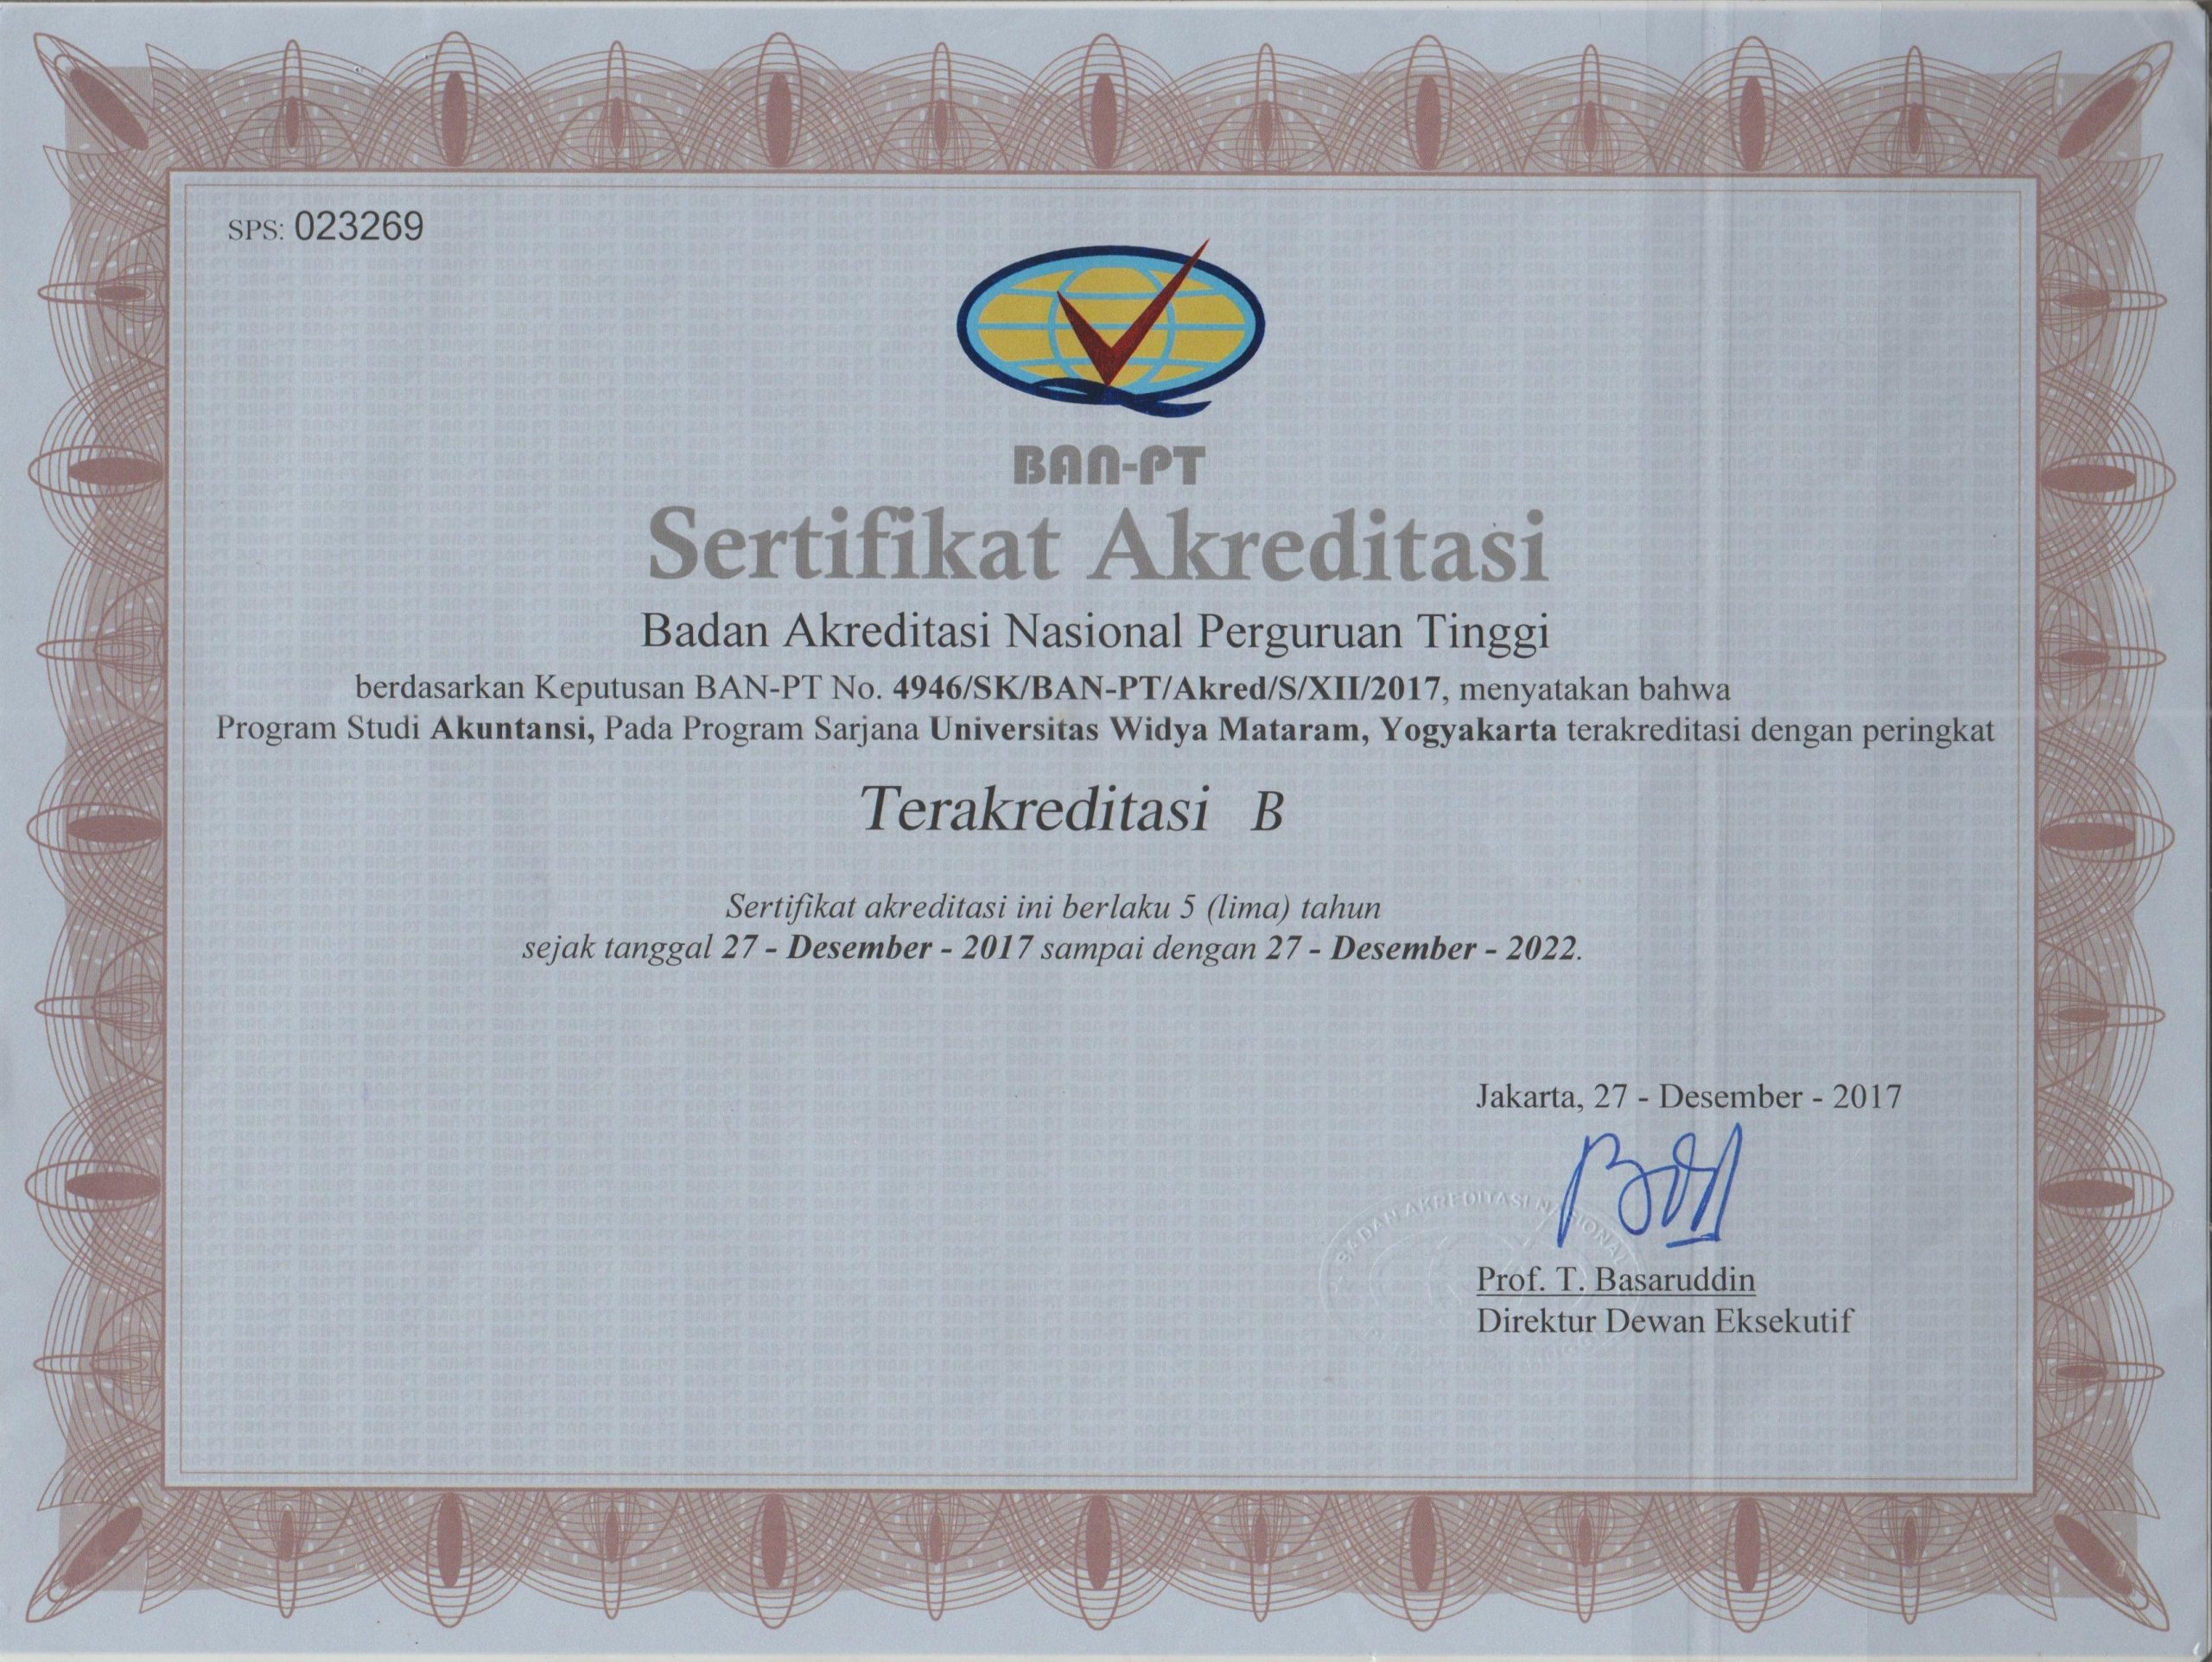 SPS: 023269
BAN-PT
Sertifikat Akreditasi
Badan Akreditasi Nasional Perguruan Tinggi
berdasarkan Keputusan BAN-PT No. 4946/SK/BAN-PT/Akred/S/XII/2017, menyatakan bahwa
Program Studi Akuntansi, Pada Program Sarjana Universitas Widya Mataram, Yogyakarta terakreditasi dengan peringkat
Terakreditasi B
Sertifikat akreditasi ini berlaku 5 (lima) tahun
sejak tanggal 27 - Desember - 2017 sampai dengan 27 - Desember - 2022.
Jakarta, 27 - Desember - 2017
BADAN AKREDITASI NASIONAL
Prof. T. Basaruddin
Direktur Dewan Eksekutif